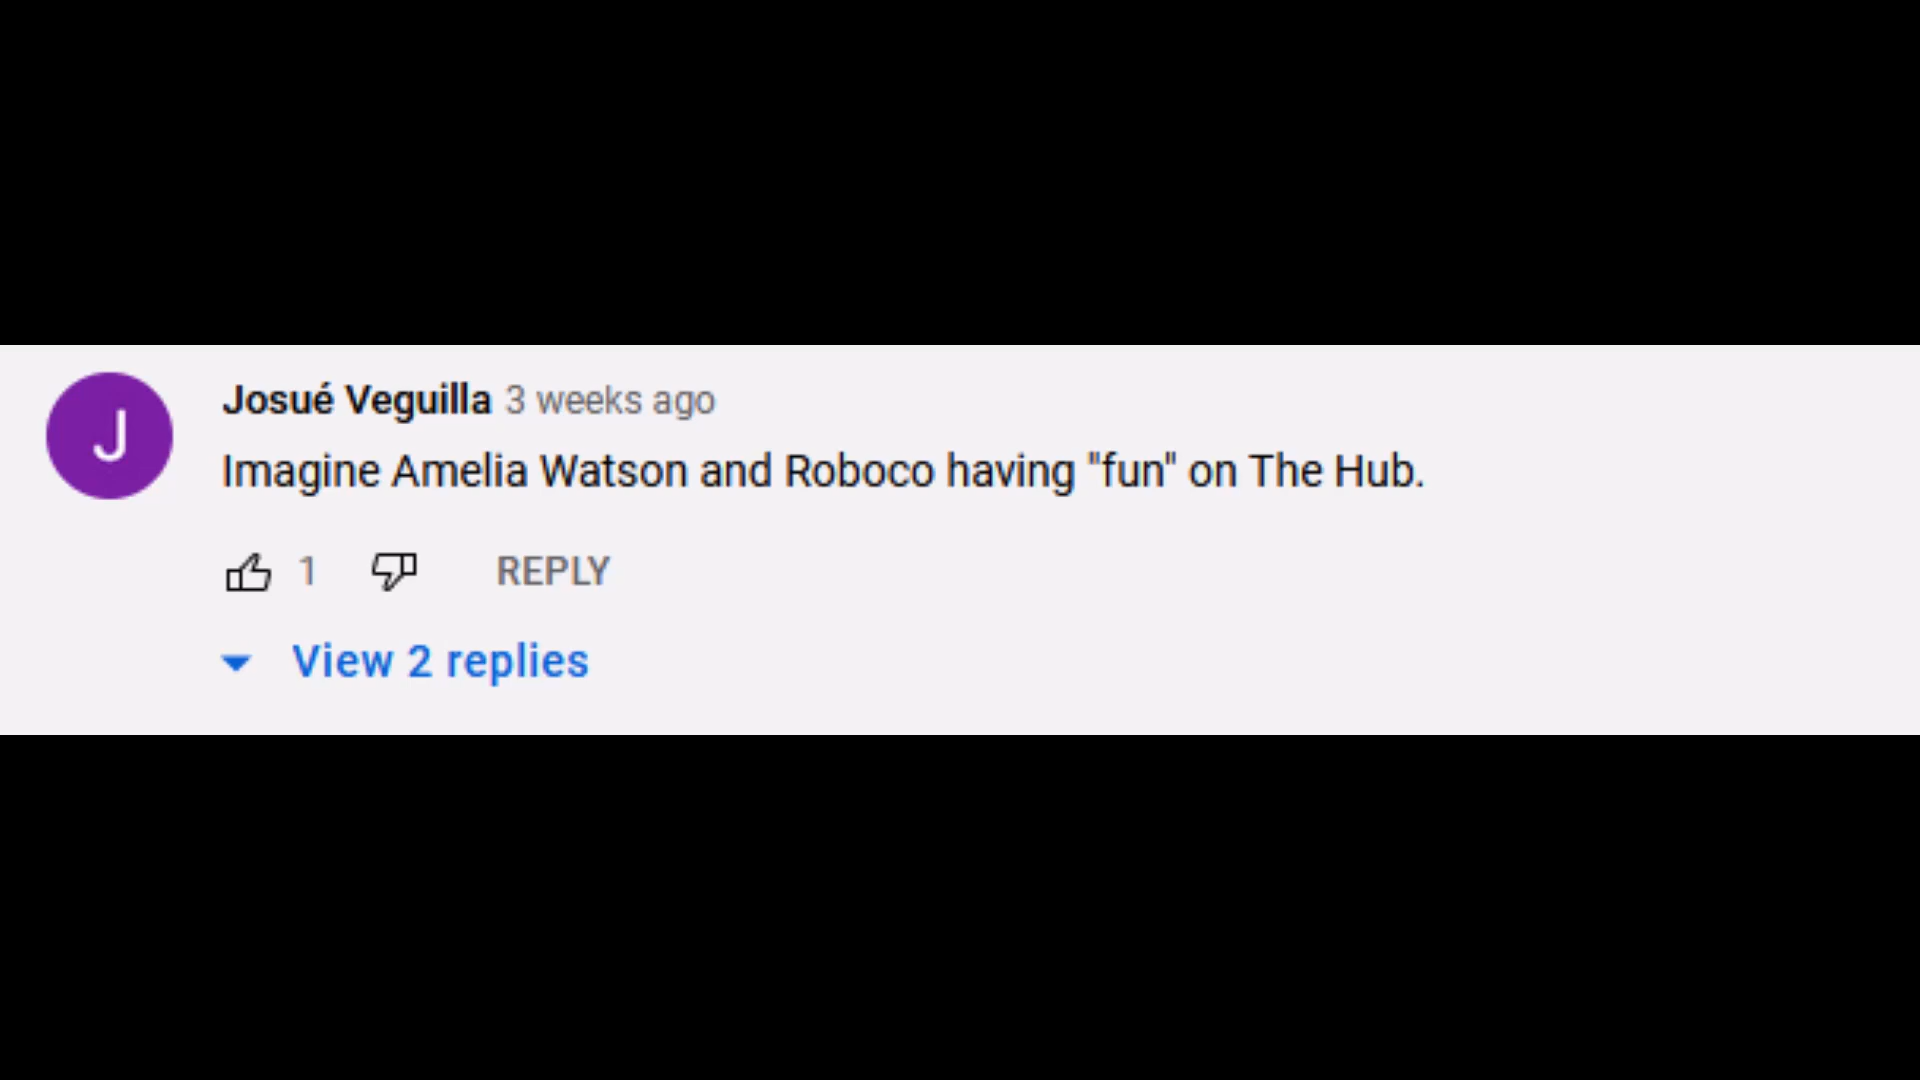 J
Josué Veguilla 3 weeks ago
Imagine Amelia Watson and Roboco having "fun" on The Hub.
1 REPLY
View 2 replies